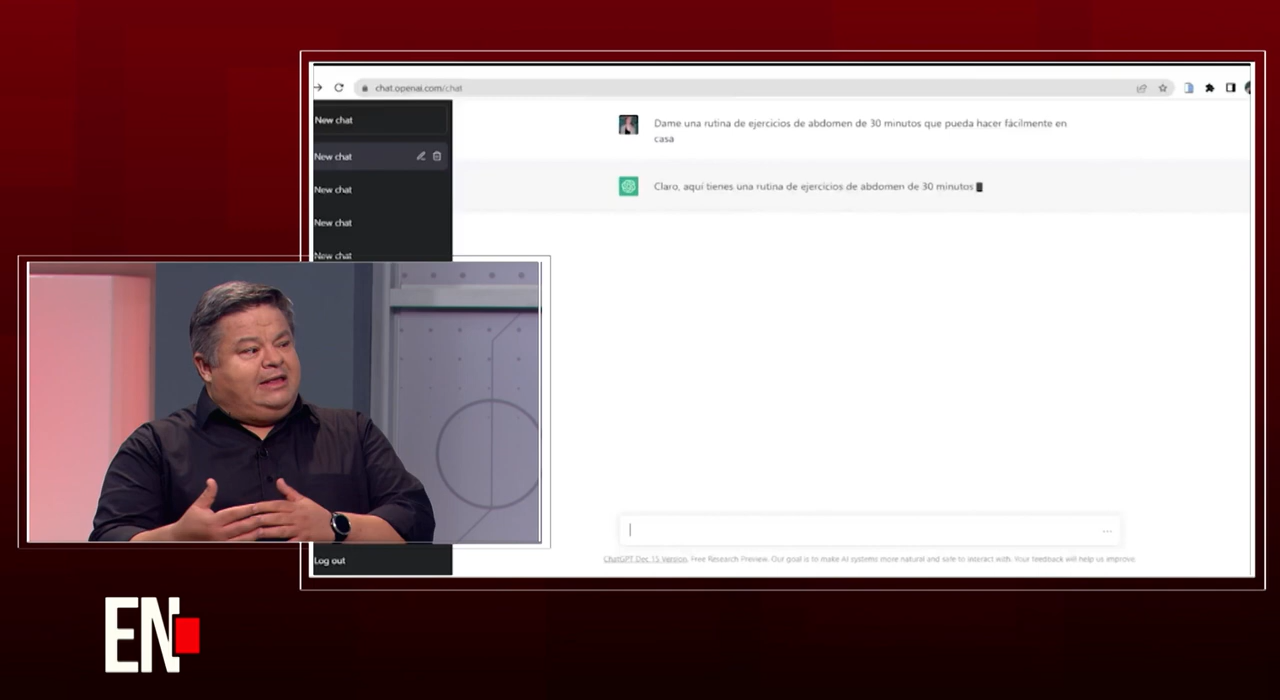 chat.openai.com/chat
New chat
New chat
New chat
New chat
New chat
Dame una rutina de ejercicios de abdomen de 30 minutos que pueda hacer fácilmente en
casa
Claro, aquí tienes una rutina de ejercicios de abdomen de 30 minutos
ChatGPT Dec 15 Version. Free Research Preview. Our goal is to make AI systems more natural and safe to interact with. Your feedback will help us improve.
Log out
EN